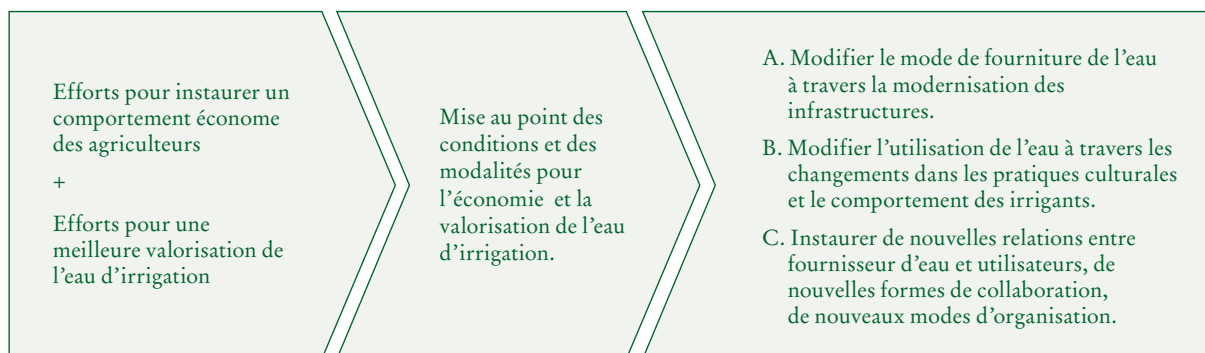 Efforts pour instaurer un
comportement économe
des agriculteurs
+
Efforts pour une
meilleure valorisation de
l’eau d’irrigation
Mise au point des
conditions et des
modalités pour
l’économie et la
valorisation de l’eau
d’irrigation.
A. Modifier le mode de fourniture de l’eau
à travers la modernisation des
infrastructures.
B. Modifier l’utilisation de l’eau à travers les
changements dans les pratiques culturales
et le comportement des irrigants.
C. Instaurer de nouvelles relations entre
fournisseur d’eau et utilisateurs, de
nouvelles formes de collaboration,
de nouveaux modes d’organisation.